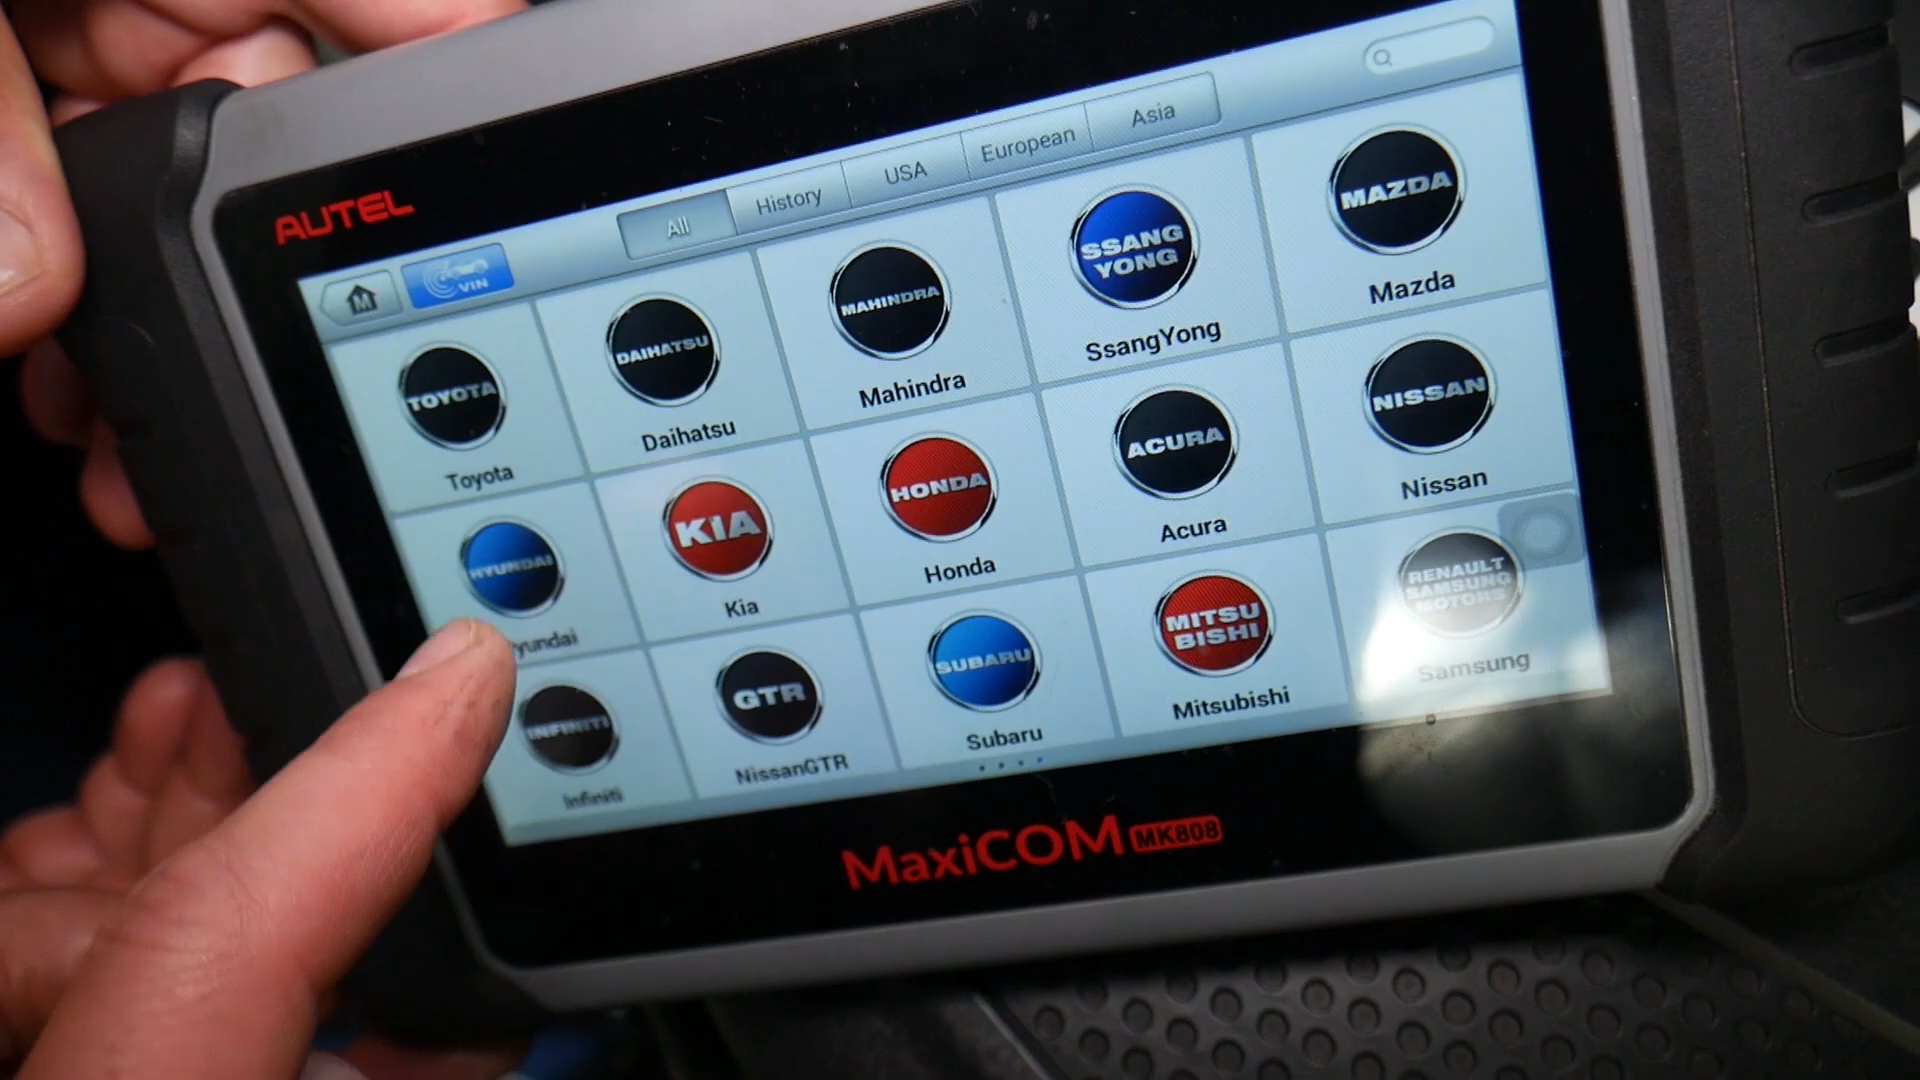 AUTEL
VIN
All
History
USA
European
Asia
TOYOTA
Toyota
DAIHATSU
Daihatsu
MAHINDRA
Mahindra
SSANG
YONG
SsangYong
MAZDA
Mazda
HYUNDAI
yundai
KIA
Kia
HONDA
Honda
ACURA
Acura
NISSAN
Nissan
INFINITI
Infiniti
GTR
NissanGTR
SUBARU
Subaru
MITSU
BISHI
Mitsubishi
RENAULT
SAMSUNG
MOTORS
Samsung
MaxiCOM MK808